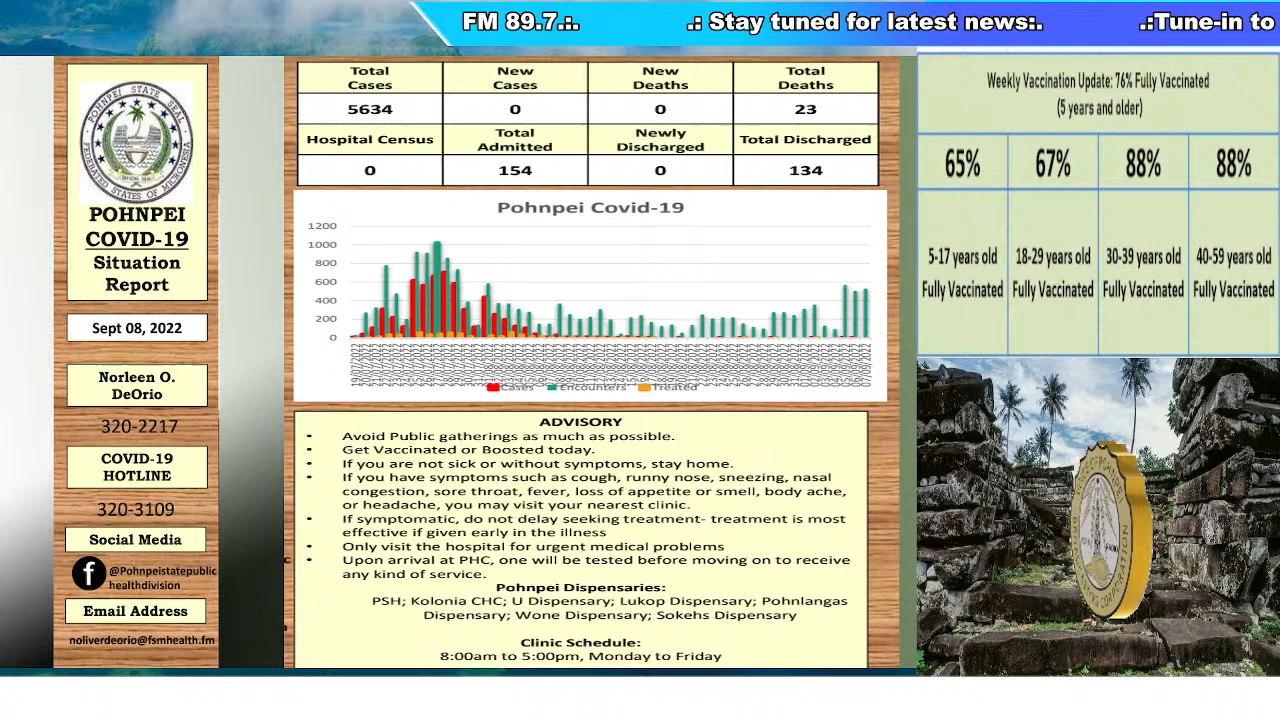 FM 89.7.:. .: Stay tuned for latest news:. .:Tune-in to
POHNPEI STATE SEAL
FEDERATED STATES OF MICRONESIA
POHNPEI
COVID-19
Situation
Report
Sept 08, 2022
Norleen O.
DeOrio
320-2217
COVID-19
HOTLINE
320-3109
Social Media
@Pohnpeistatepublic
healthdivision
Email Address
noliverdeorio@fsmhealth.fm
Total Cases New Cases New Deaths Total Deaths
5634 0 0 23
Hospital Census Total Admitted Newly Discharged Total Discharged
0 154 0 134
Pohnpei Covid-19
1200
1000
800
600
400
200
0
Cases Encounters Treated
ADVISORY
• Avoid Public gatherings as much as possible.
• Get Vaccinated or Boosted today.
• If you are not sick or without symptoms, stay home.
• If you have symptoms such as cough, runny nose, sneezing, nasal
congestion, sore throat, fever, loss of appetite or smell, body ache,
or headache, you may visit your nearest clinic.
• If symptomatic, do not delay seeking treatment- treatment is most
effective if given early in the illness
• Only visit the hospital for urgent medical problems
• Upon arrival at PHC, one will be tested before moving on to receive
any kind of service.
Pohnpei Dispensaries:
PSH; Kolonia CHC; U Dispensary; Lukop Dispensary; Pohnlangas
Dispensary; Wone Dispensary; Sokehs Dispensary
Clinic Schedule:
8:00am to 5:00pm, Monday to Friday
Weekly Vaccination Update: 76% Fully Vaccinated
(5 years and older)
65% 67% 88% 88%
5-17 years old 18-29 years old 30-39 years old 40-59 years old
Fully Vaccinated Fully Vaccinated Fully Vaccinated Fully Vaccinated